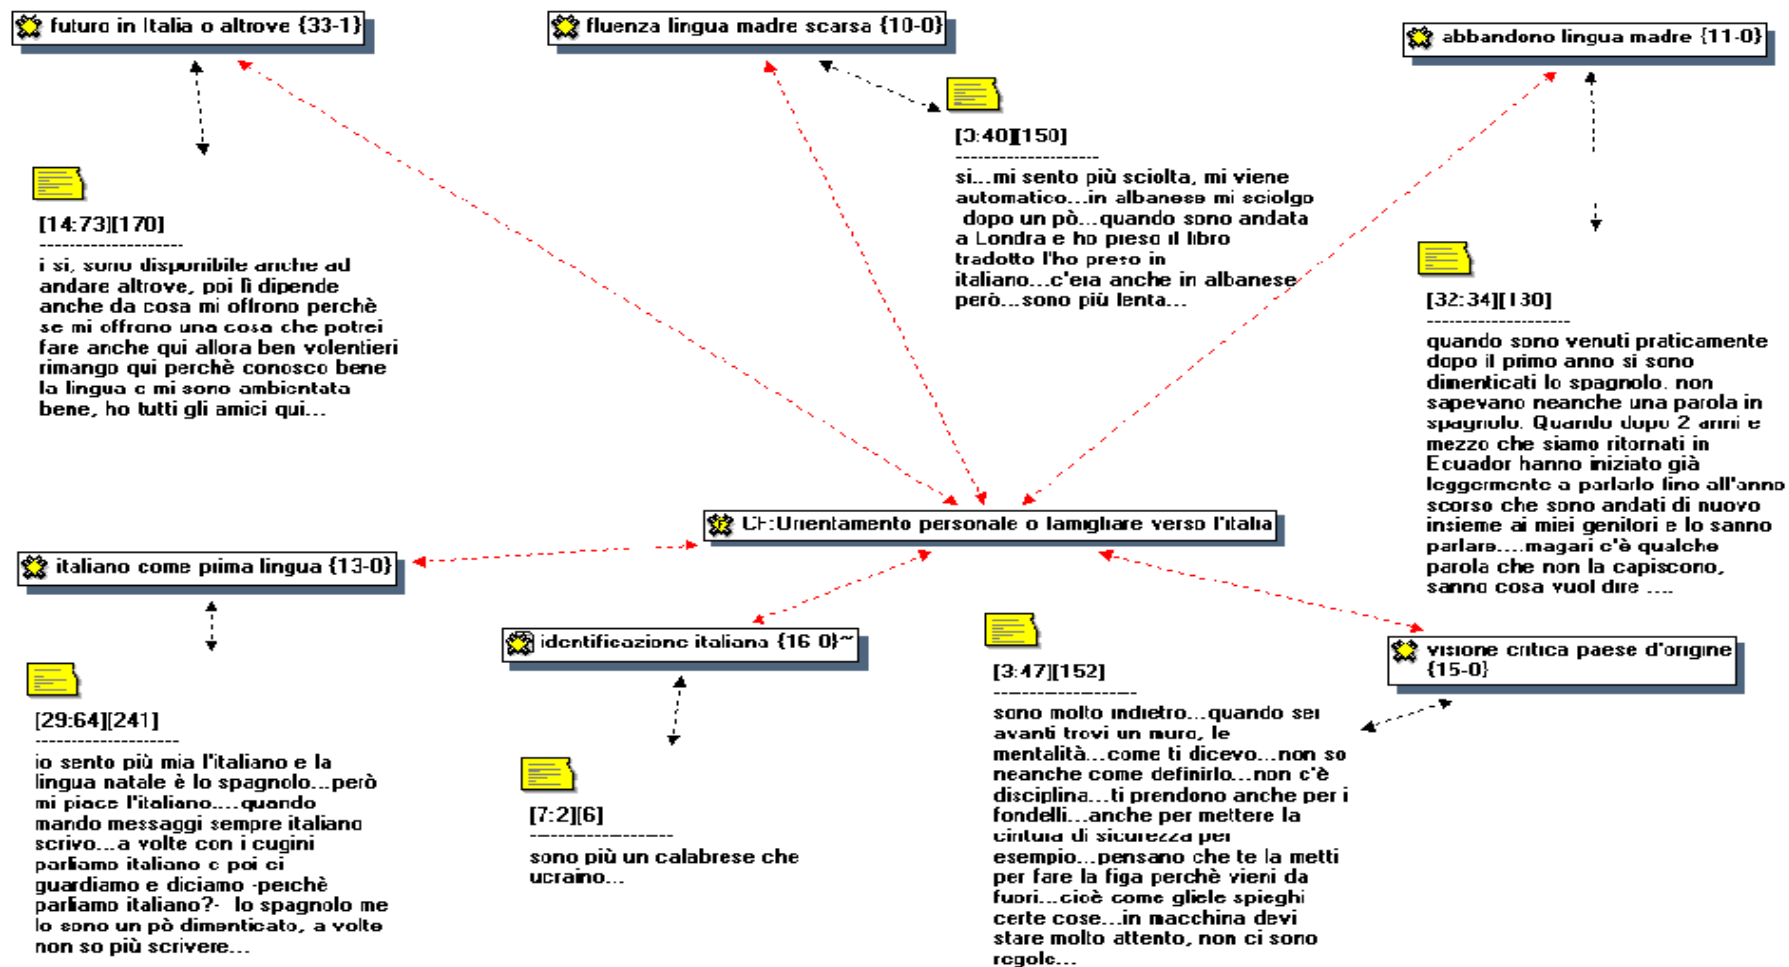 futuro in Italia o altrove {33-1}
fluenza lingua madre scarsa {10-0}
abbandono lingua madre {11-0}
[14:73][170]
--------------------
i si, sono disponibile anche ad
andare altrove, poi lì dipende
anche da cosa mi offrono perchè
se mi offrono una cosa che potrei
fare anche qui allora ben volentieri
rimango qui perchè conosco bene
la lingua e mi sono ambientata
bene, ho tutti gli amici qui...
[3:40][150]
--------------------
si...mi sento più sciolta, mi viene
automatico...in albanese mi sciolgo
dopo un pò...quando sono andata
a Londra e ho preso il libro
tradotto l'ho preso in
italiano...c'era anche in albanese
però...sono più lenta...
[32:34][130]
--------------------
quando sono venuti praticamente
dopo il primo anno si sono
dimenticati lo spagnolo. non
sapevano neanche una parola in
spagnolo. Quando dopo 2 anni e
mezzo che siamo ritornati in
Ecuador hanno iniziato già
leggermente a parlarlo fino all'anno
scorso che sono andati di nuovo
insieme ai miei genitori e lo sanno
parlare....magari c'è qualche
parola che non la capiscono,
sanno cosa vuol dire ....
CF:Orientamento personale o famigliare verso l'italia
italiano come prima lingua {13-0}
identificazione italiana {16-0}~
visione critica paese d'origine
{15-0}
[29:64][241]
--------------------
io sento più mia l'italiano e la
lingua natale è lo spagnolo...però
mi piace l'italiano....quando
mando messaggi sempre italiano
scrivo...a volte con i cugini
parliamo italiano e poi ci
guardiamo e diciamo -perchè
parliamo italiano?- lo spagnolo me
lo sono un pò dimenticato, a volte
non so più scrivere...
[7:2][6]
--------------------
sono più un calabrese che
ucraino...
[3:47][152]
--------------------
sono molto indietro...quando sei
avanti trovi un muro, le
mentalità...come ti dicevo...non so
neanche come definirlo...non c'è
disciplina...ti prendono anche per i
fondelli...anche per mettere la
cintura di sicurezza per
esempio...pensano che te la metti
per fare la figa perchè vieni da
fuori...cioè come gliele spieghi
certe cose...in macchina devi
stare molto attento, non ci sono
regole...